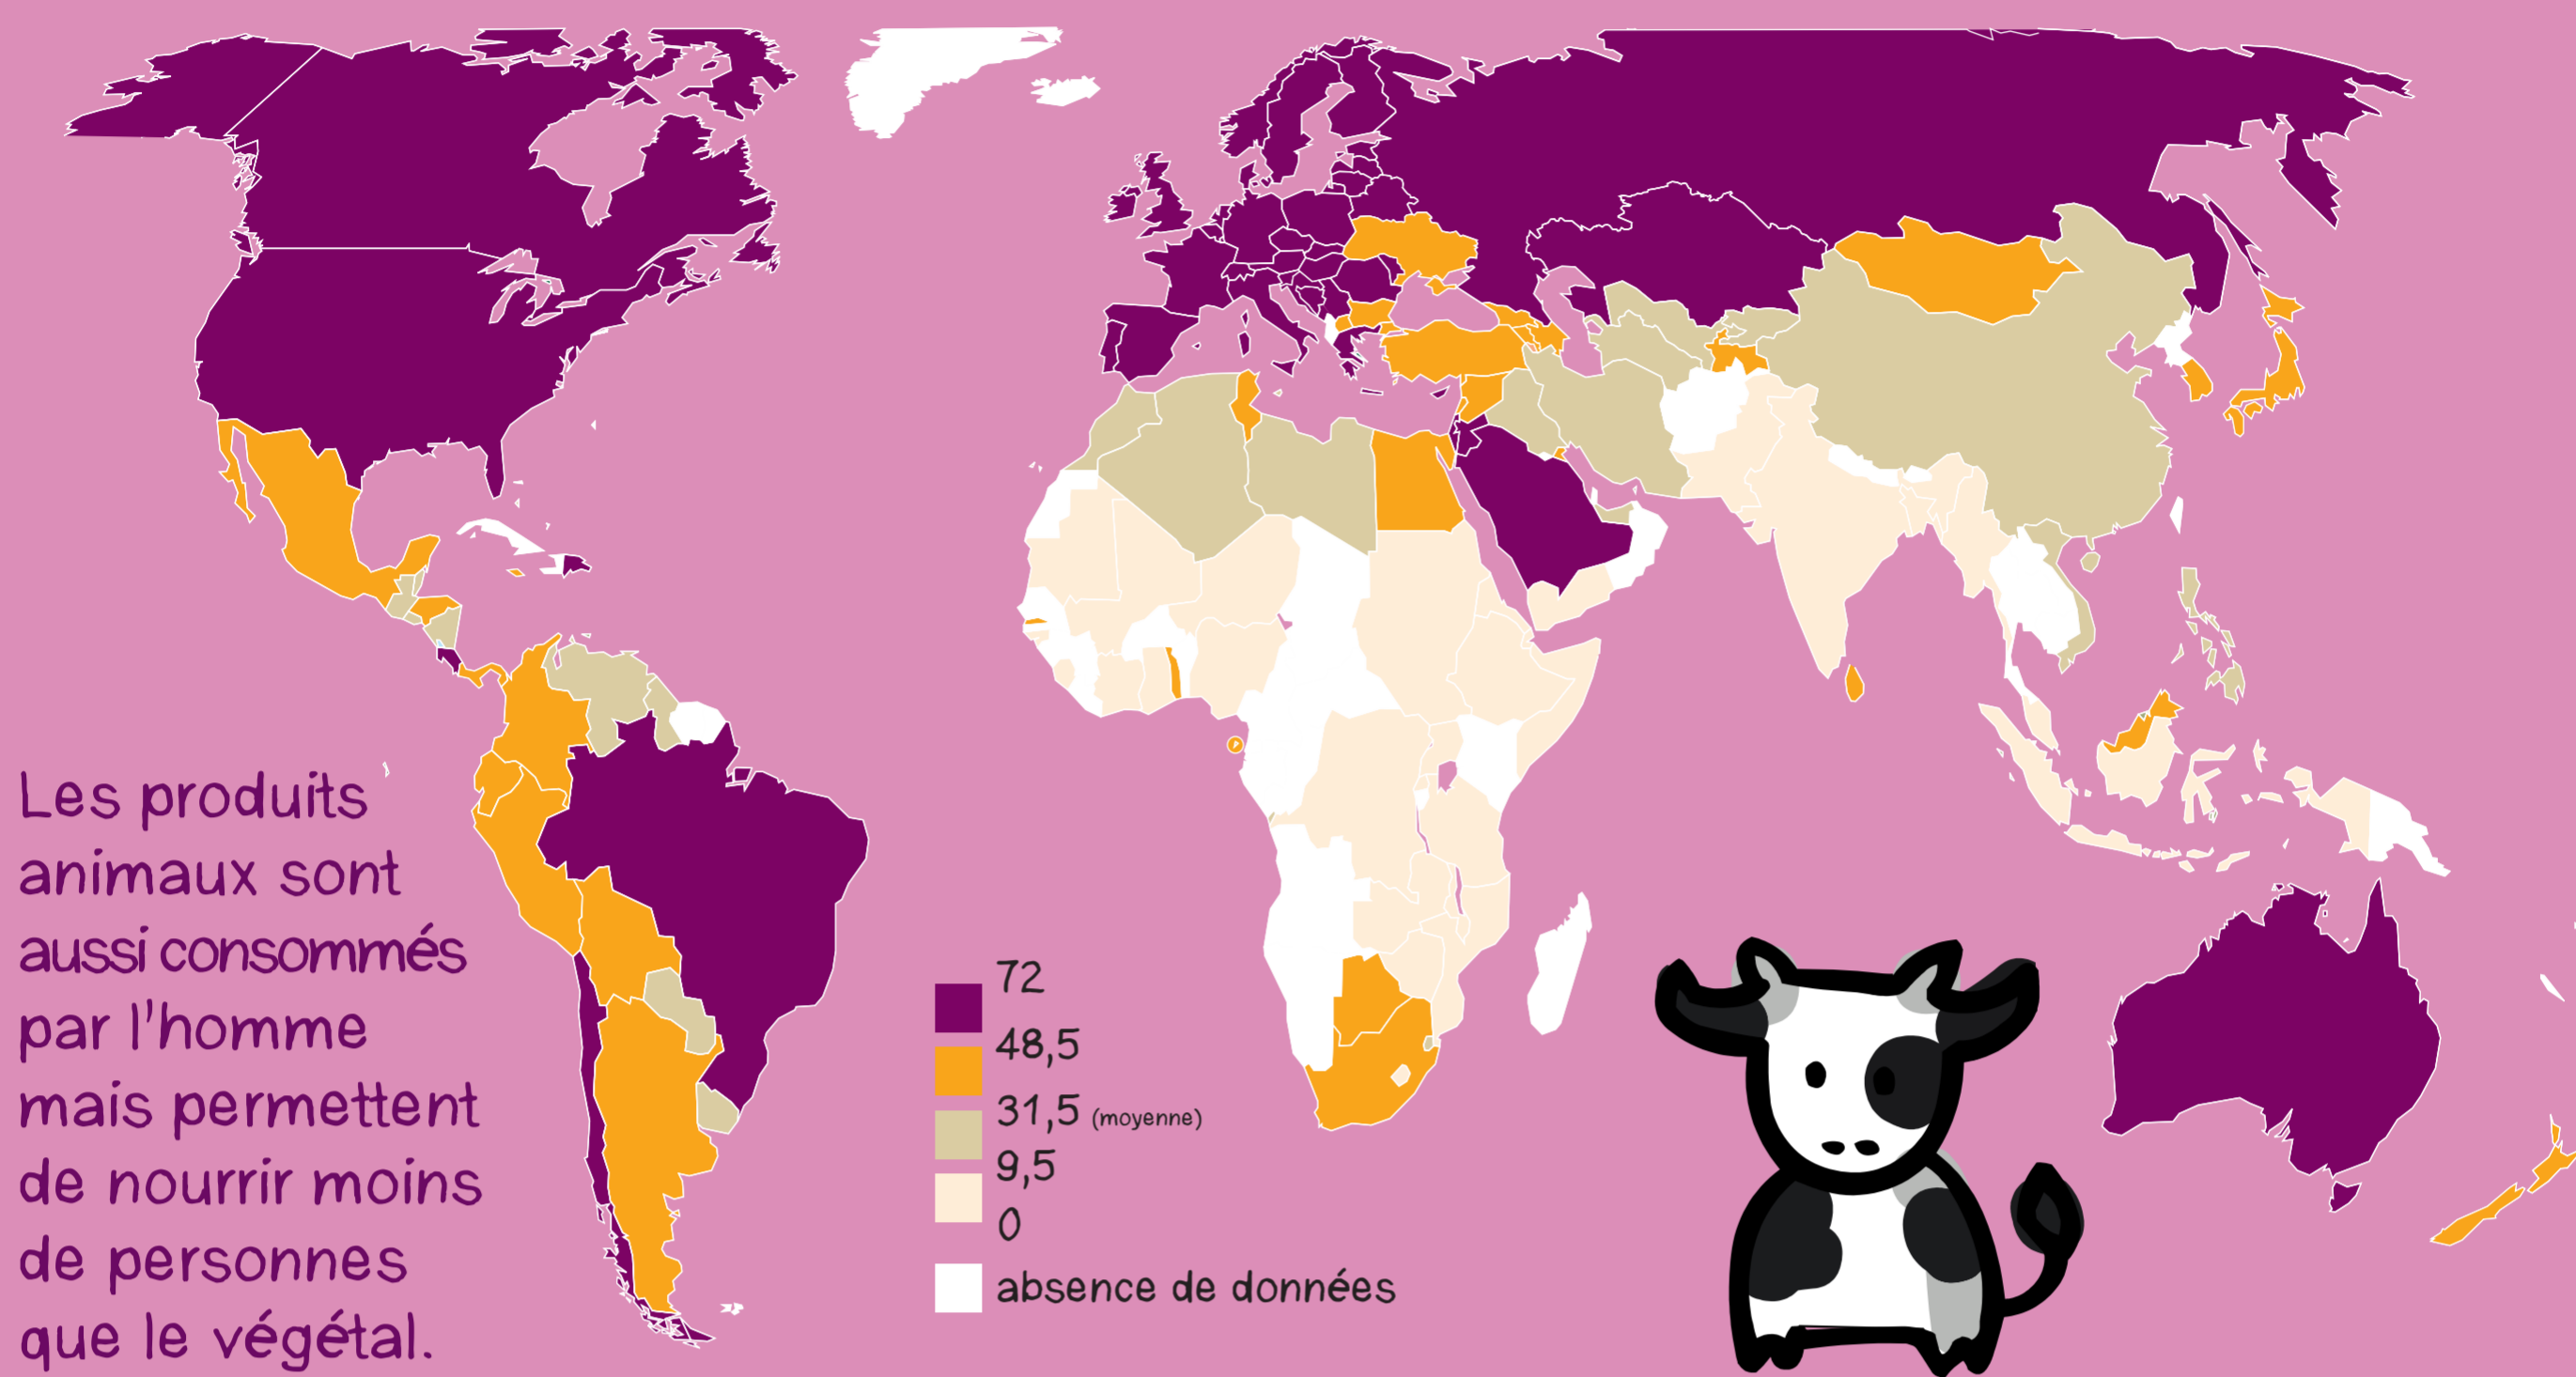 Les produits
animaux sont
aussi consommés
par l'homme
mais permettent
de nourrir moins
de personnes
que le végétal.
72
48,5
31,5 (moyenne)
9,5
0
absence de données